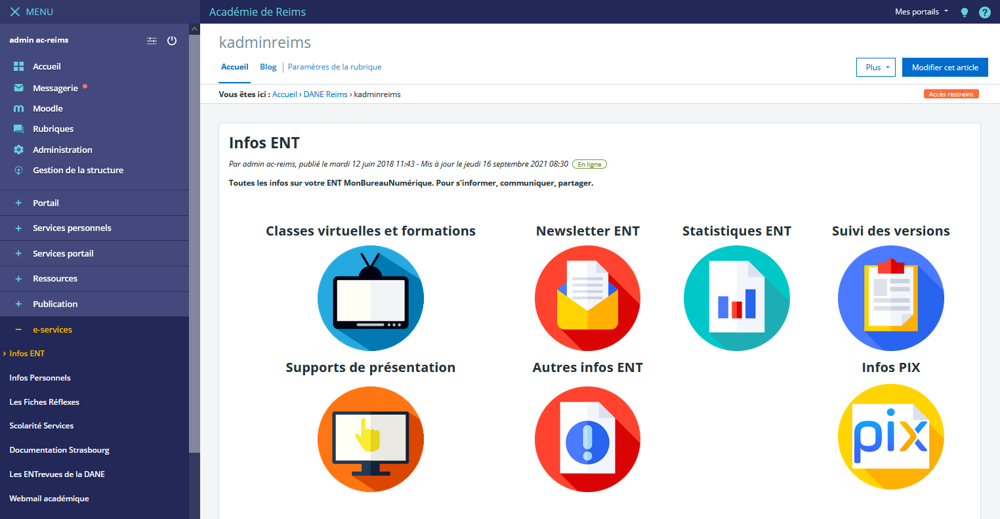 MENU
Académie de Reims
Mes portails
?
admin ac-reims
Accueil
Messagerie
Moodle
Rubriques
Administration
Gestion de la structure
Portail
Services personnels
Services portail
Ressources
Publication
e-services
Infos ENT
Infos Personnels
Les Fiches Réflexes
Scolarité Services
Documentation Strasbourg
Les ENTrevues de la DANE
Webmail académique
kadminreims
Accueil Blog Paramètres de la rubrique
Plus
Modifier cet article
Vous êtes ici : Accueil › DANE Reims › kadminreims
Accès restreint
Infos ENT
Par admin ac-reims, publié le mardi 12 juin 2018 11:43 - Mis à jour le jeudi 16 septembre 2021 08:30 En ligne
Toutes les infos sur votre ENT MonBureauNumérique. Pour s'informer, communiquer, partager.
Classes virtuelles et formations
Newsletter ENT
Statistiques ENT
Suivi des versions
Supports de présentation
Autres infos ENT
Infos PIX
pix